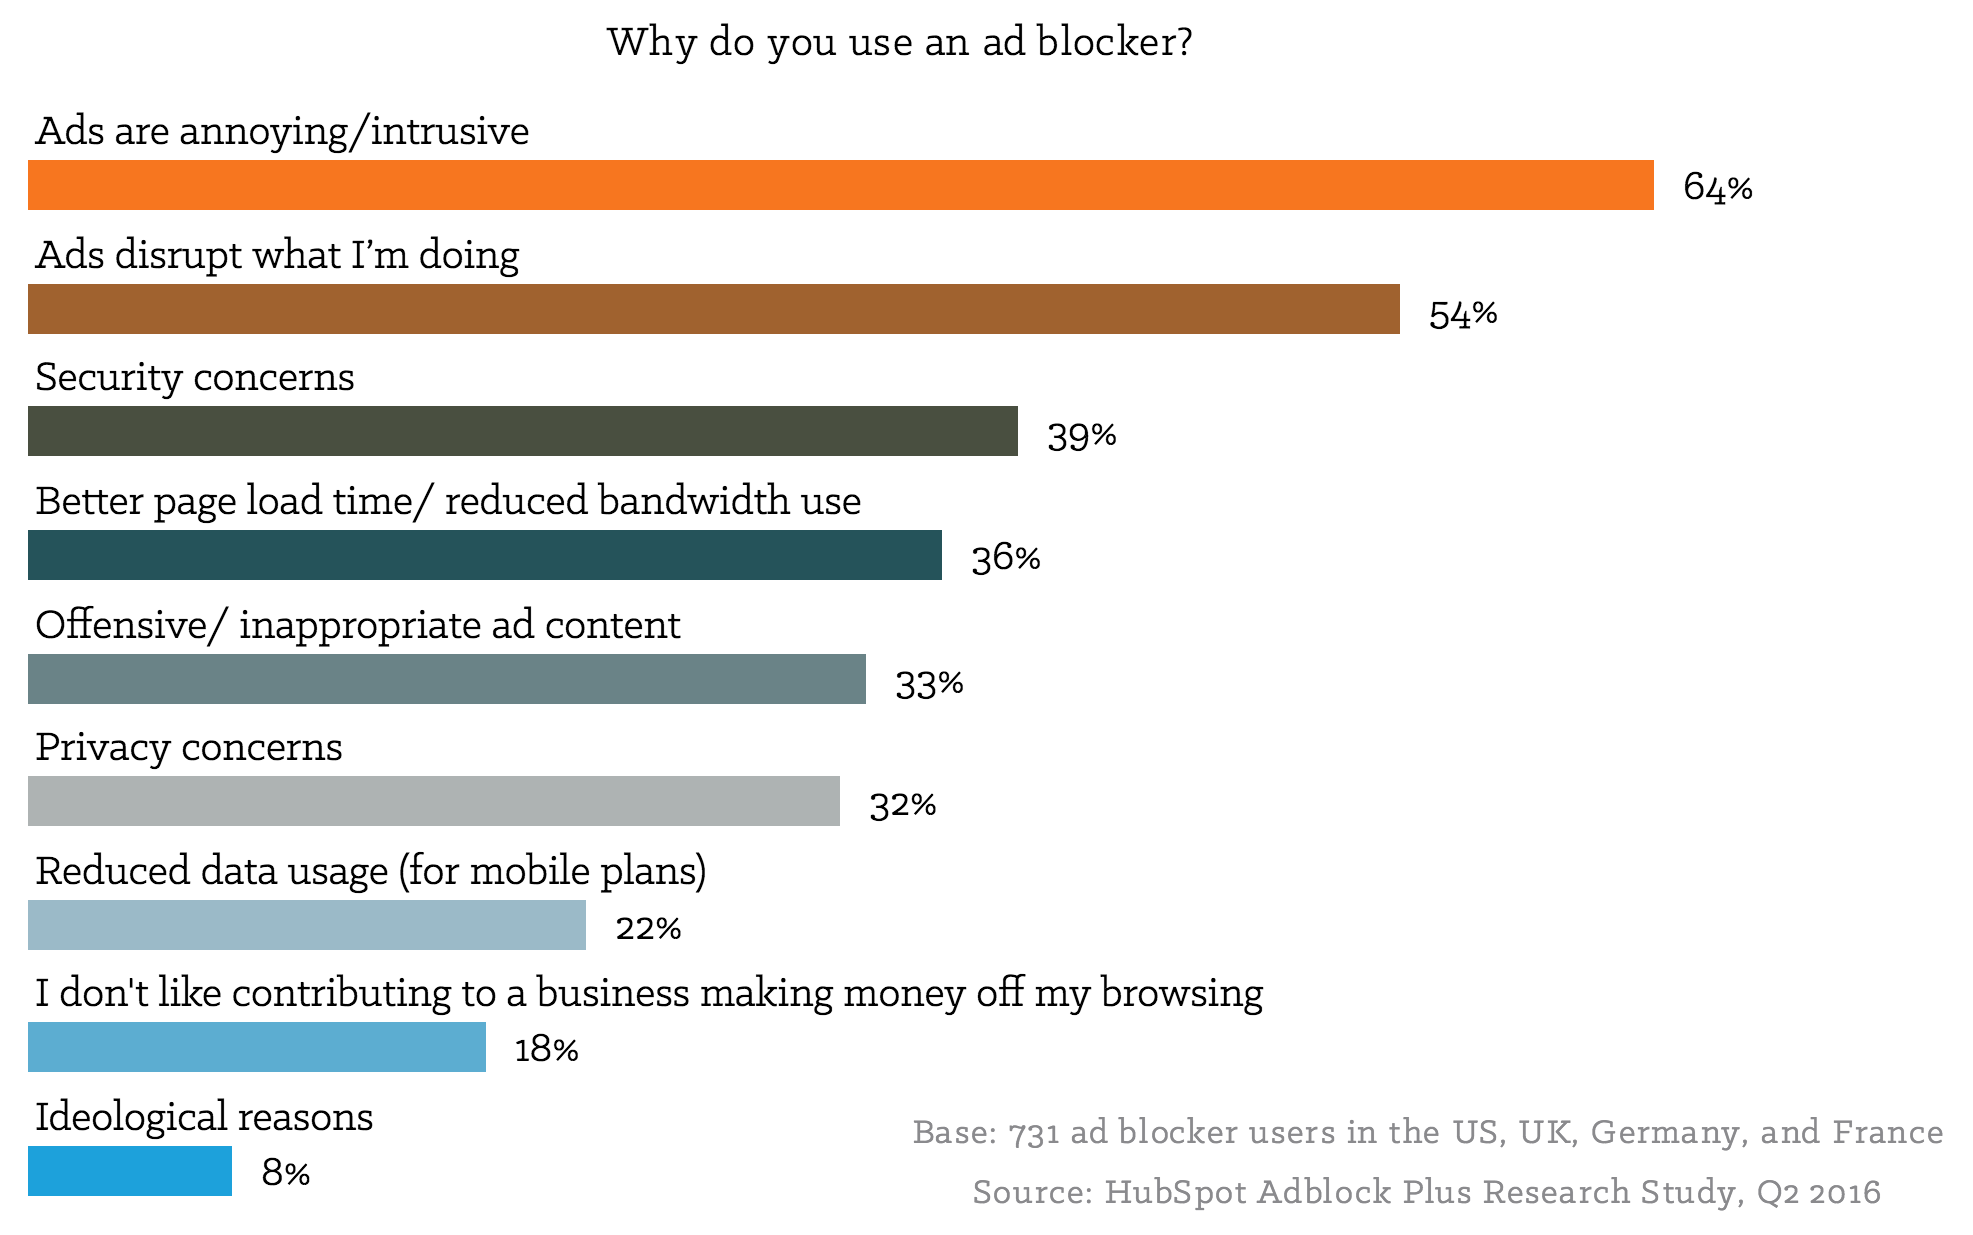 Why do you use an ad blocker?
Ads are annoying/intrusive
64%
Ads disrupt what I’m doing
54%
Security concerns
39%
Better page load time/ reduced bandwidth use
36%
Offensive/ inappropriate ad content
33%
Privacy concerns
32%
Reduced data usage (for mobile plans)
22%
I don't like contributing to a business making money off my browsing
18%
Ideological reasons
8%
Base: 731 ad blocker users in the US, UK, Germany, and France
Source: HubSpot Adblock Plus Research Study, Q2 2016